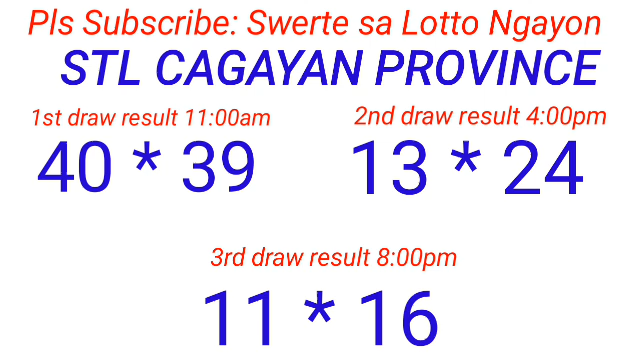 Pls Subscribe: Swerte sa Lotto Ngayon
STL CAGAYAN PROVINCE
1st draw result 11:00am
40 * 39
2nd draw result 4:00pm
13 * 24
3rd draw result 8:00pm
11 * 16